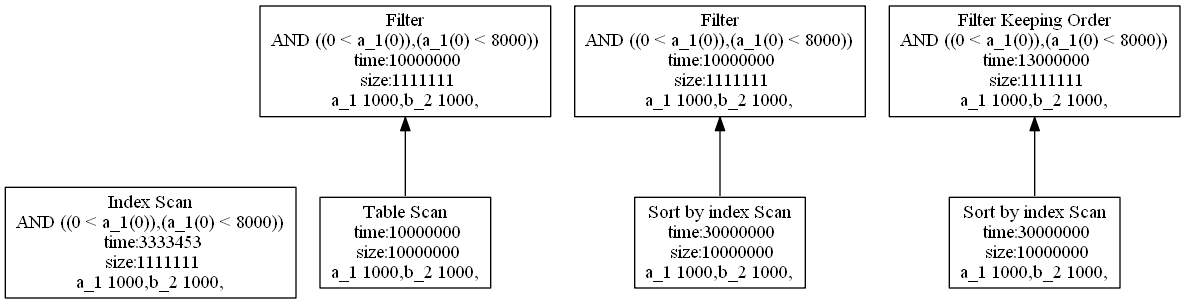 Filter
AND ((0 < a_1(0)),(a_1(0) < 8000))
time:10000000
size:1111111
a_1 1000,b_2 1000,
Filter
AND ((0 < a_1(0)),(a_1(0) < 8000))
time:10000000
size:1111111
a_1 1000,b_2 1000,
Filter Keeping Order
AND ((0 < a_1(0)),(a_1(0) < 8000))
time:13000000
size:1111111
a_1 1000,b_2 1000,
Index Scan
AND ((0 < a_1(0)),(a_1(0) < 8000))
time:3333453
size:1111111
a_1 1000,b_2 1000,
Table Scan
time:10000000
size:10000000
a_1 1000,b_2 1000,
Sort by index Scan
time:30000000
size:10000000
a_1 1000,b_2 1000,
Sort by index Scan
time:30000000
size:10000000
a_1 1000,b_2 1000,